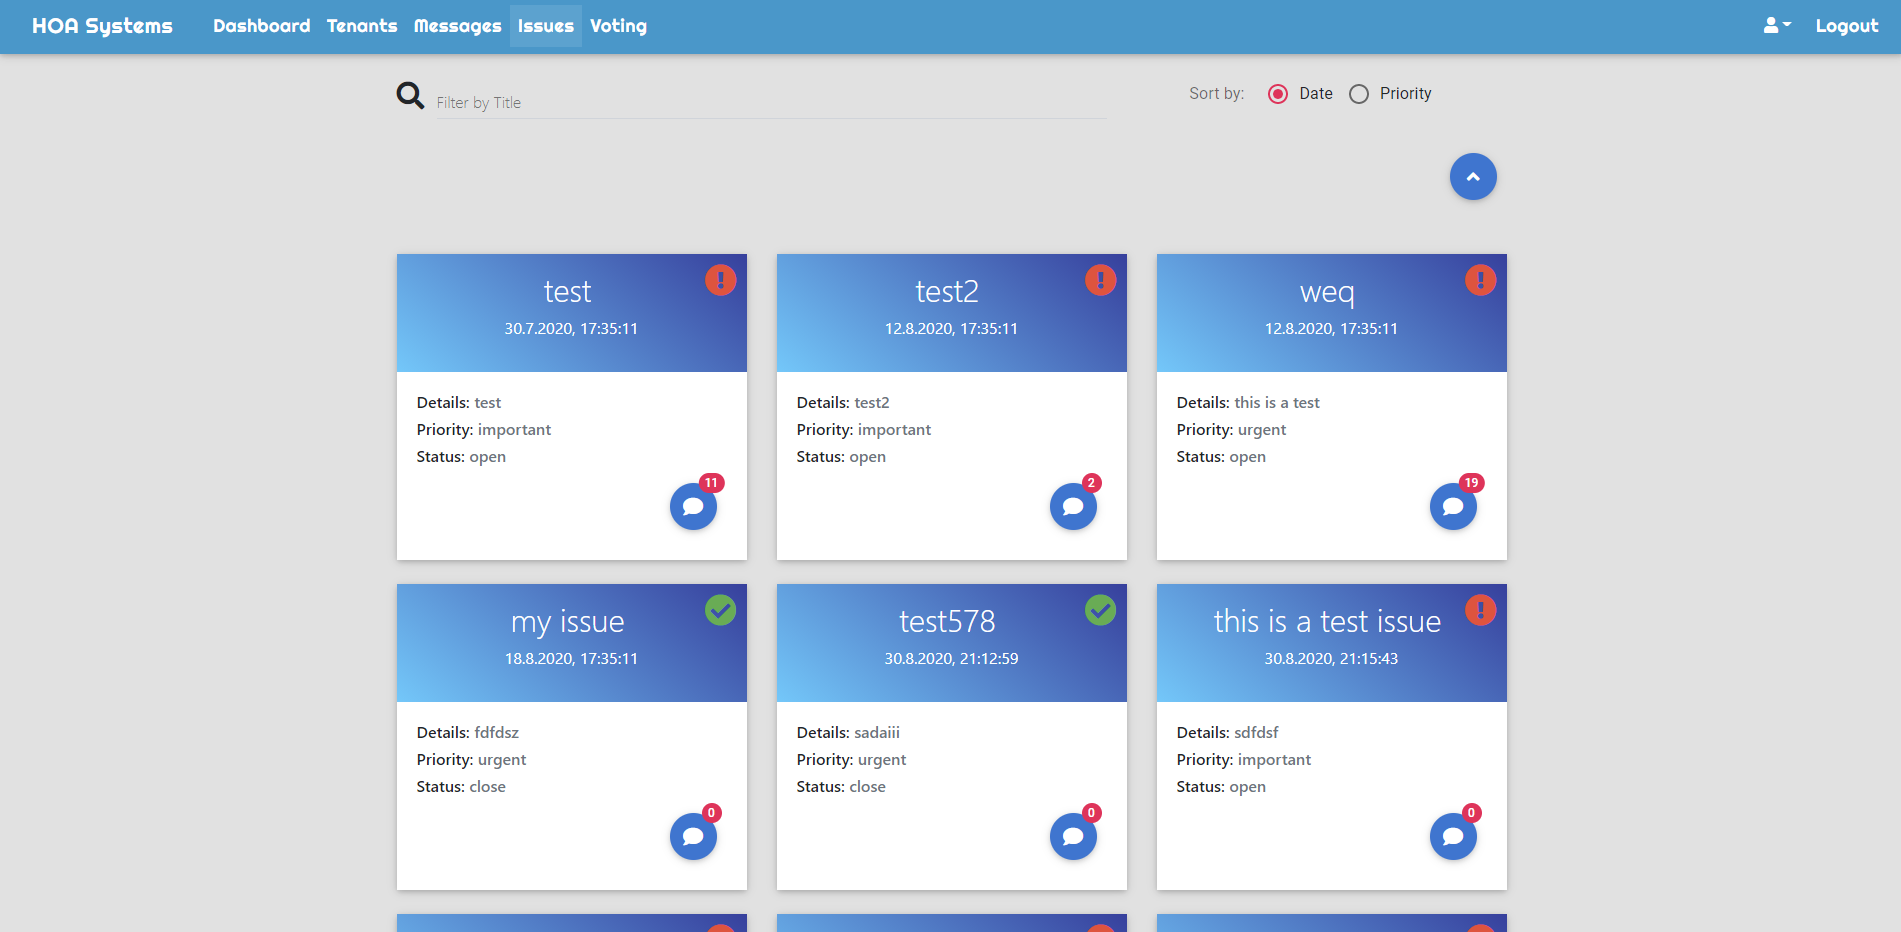 HOA Systems Dashboard Tenants Messages Issues Voting Logout
Filter by Title Sort by: Date Priority
test
30.7.2020, 17:35:11
Details: test
Priority: important
Status: open
11
test2
12.8.2020, 17:35:11
Details: test2
Priority: important
Status: open
2
weq
12.8.2020, 17:35:11
Details: this is a test
Priority: urgent
Status: open
19
my issue
18.8.2020, 17:35:11
Details: fdfdsz
Priority: urgent
Status: close
0
test578
30.8.2020, 21:12:59
Details: sadaiii
Priority: urgent
Status: close
0
this is a test issue
30.8.2020, 21:15:43
Details: sdfdsf
Priority: important
Status: open
0